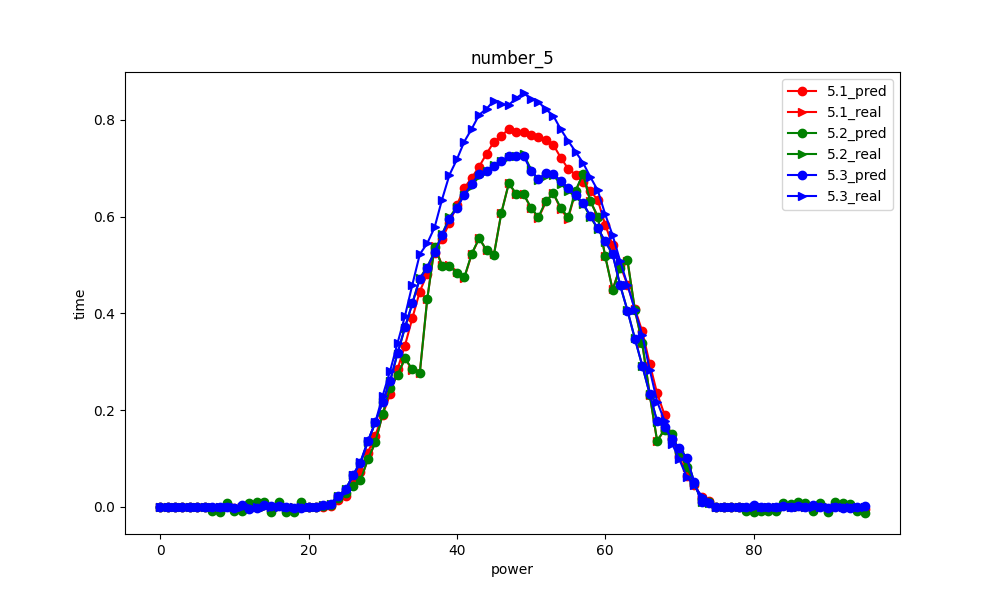 number_5
5.1_pred
5.1_real
5.2_pred
5.2_real
5.3_pred
5.3_real
time
0.8
0.6
0.4
0.2
0.0
0 20 40 60 80
power